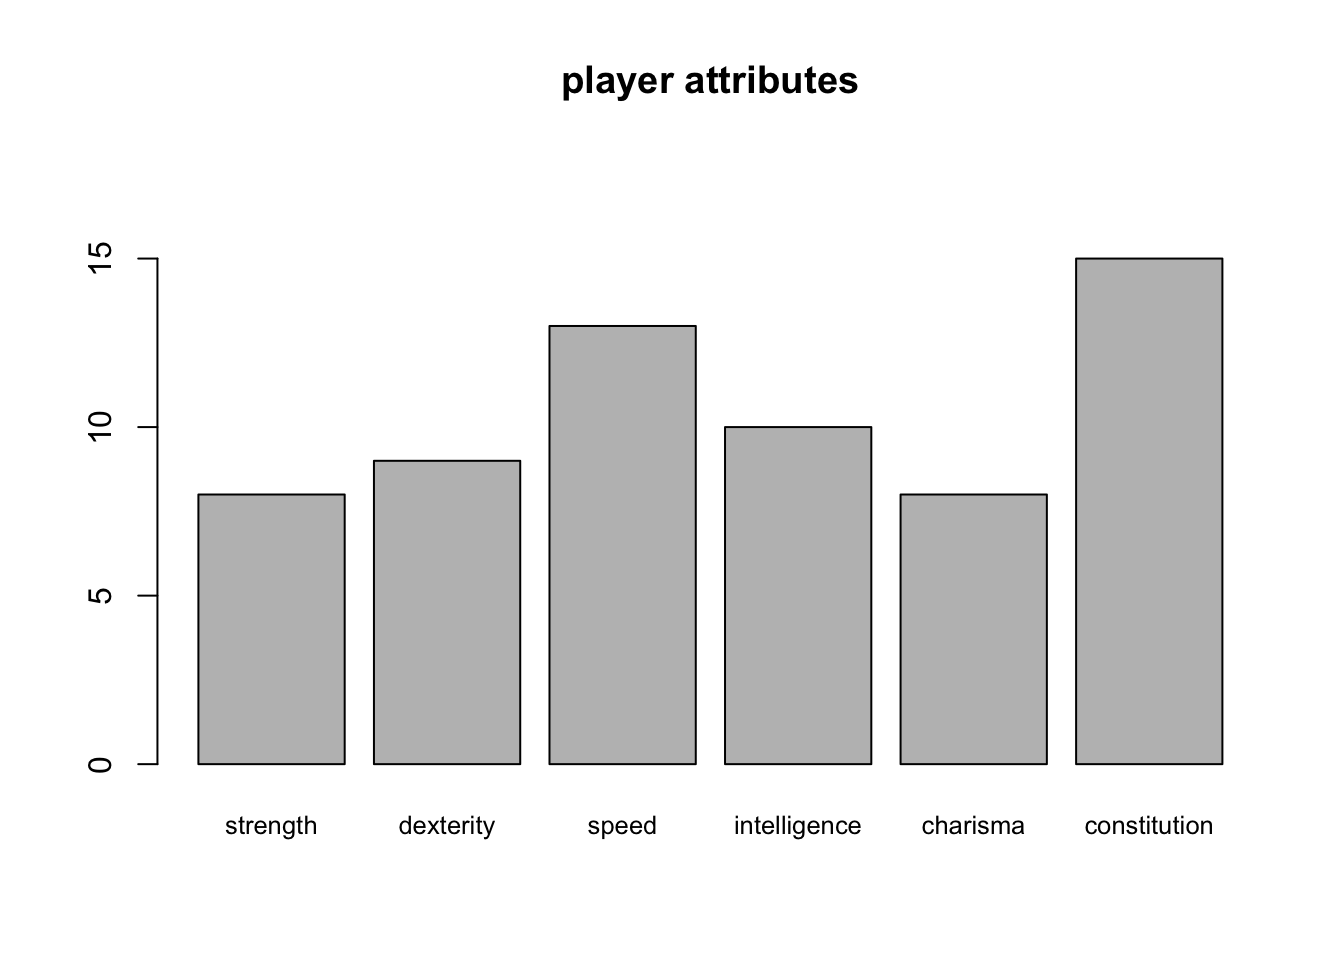 player attributes
15
10
5
0
strength dexterity speed intelligence charisma constitution